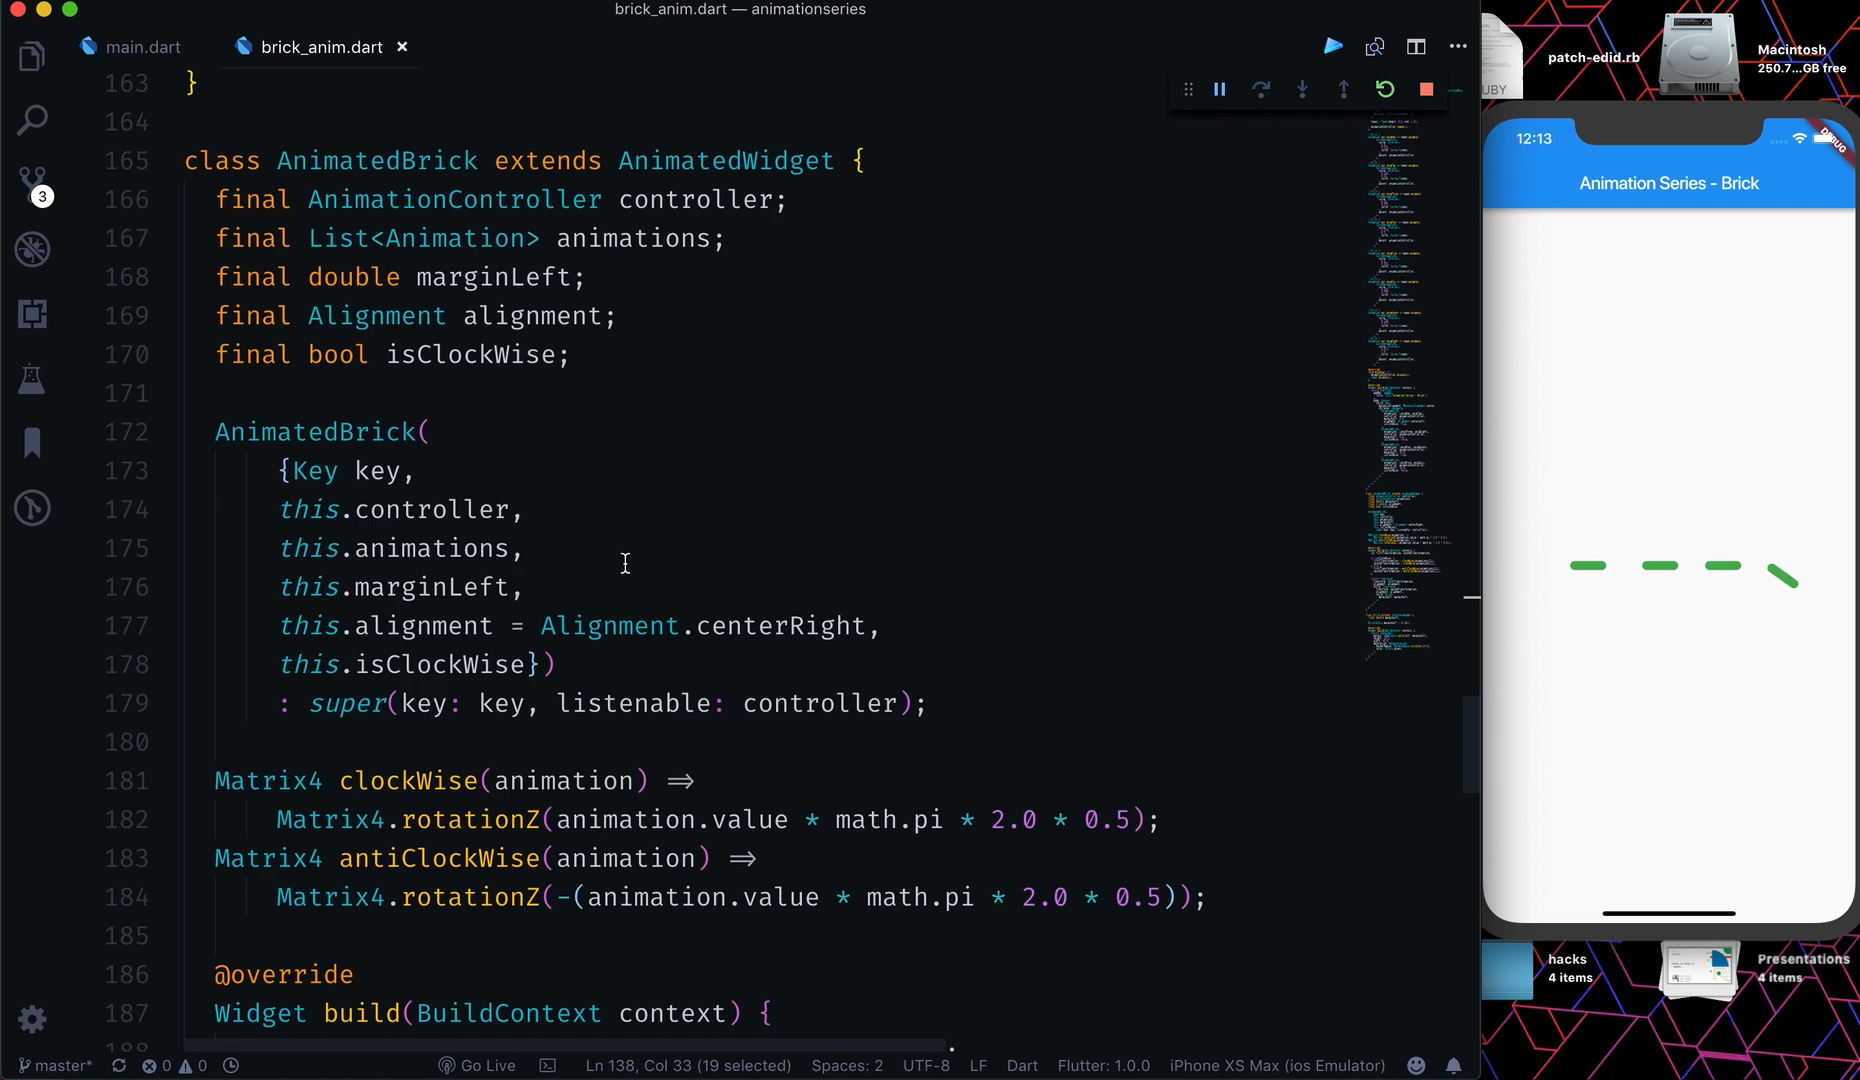 brick_anim.dart — animationseries
main.dart
brick_anim.dart ×
163 }
164
165 class AnimatedBrick extends AnimatedWidget {
166 final AnimationController controller;
167 final List<Animation> animations;
168 final double marginLeft;
169 final Alignment alignment;
170 final bool isClockWise;
171
172 AnimatedBrick(
173 {Key key,
174 this.controller,
175 this.animations,
176 this.marginLeft,
177 this.alignment = Alignment.centerRight,
178 this.isClockWise})
179 : super(key: key, listenable: controller);
180
181 Matrix4 clockWise(animation) =>
182 Matrix4.rotationZ(animation.value * math.pi * 2.0 * 0.5);
183 Matrix4 antiClockWise(animation) =>
184 Matrix4.rotationZ(-(animation.value * math.pi * 2.0 * 0.5));
185
186 @override
187 Widget build(BuildContext context) {
188
3
master* 0 0 Go Live Ln 138, Col 33 (19 selected) Spaces: 2 UTF-8 LF Dart Flutter: 1.0.0 iPhone XS Max (ios Emulator)
UBY
patch-edid.rb
Macintosh
250.7...GB free
12:13
DEBUG
Animation Series - Brick
hacks
4 items
Presentations
4 items